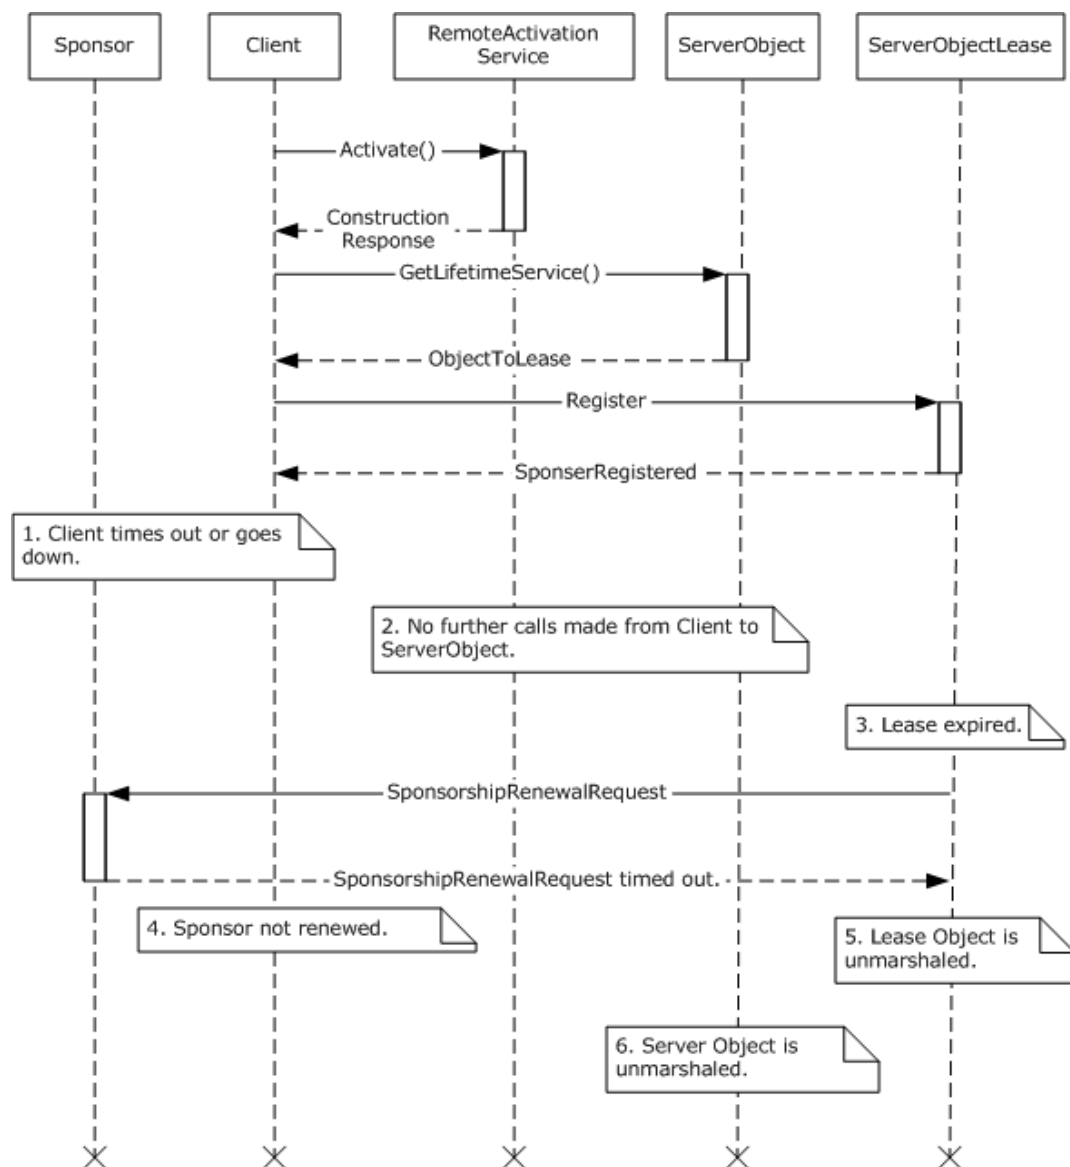 Sponsor
Client
RemoteActivation
Service
ServerObject
ServerObjectLease
Activate()
Construction
Response
GetLifetimeService()
ObjectToLease
Register
SponserRegistered
1. Client times out or goes
down.
2. No further calls made from Client to
ServerObject.
3. Lease expired.
SponsorshipRenewalRequest
SponsorshipRenewalRequest timed out.
4. Sponsor not renewed.
5. Lease Object is
unmarshaled.
6. Server Object is
unmarshaled.